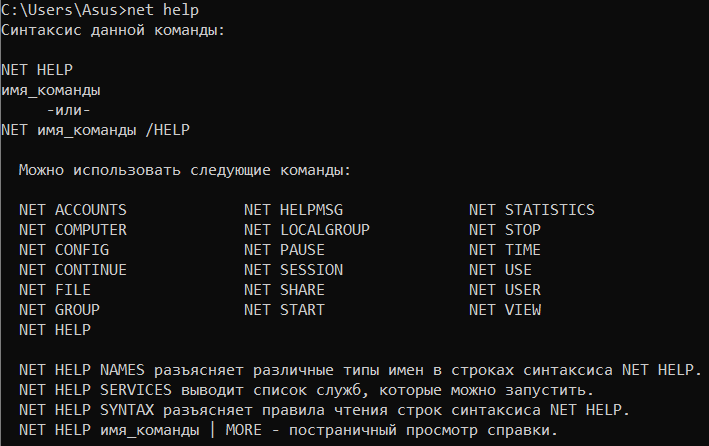 C:\Users\Asus>net help
Синтаксис данной команды:
NET HELP
имя_команды
-или-
NET имя_команды /HELP
Можно использовать следующие команды:
NET ACCOUNTS NET HELPMSG NET STATISTICS
NET COMPUTER NET LOCALGROUP NET STOP
NET CONFIG NET PAUSE NET TIME
NET CONTINUE NET SESSION NET USE
NET FILE NET SHARE NET USER
NET GROUP NET START NET VIEW
NET HELP
NET HELP NAMES разъясняет различные типы имен в строках синтаксиса NET HELP.
NET HELP SERVICES выводит список служб, которые можно запустить.
NET HELP SYNTAX разъясняет правила чтения строк синтаксиса NET HELP.
NET HELP имя_команды | MORE - постраничный просмотр справки.